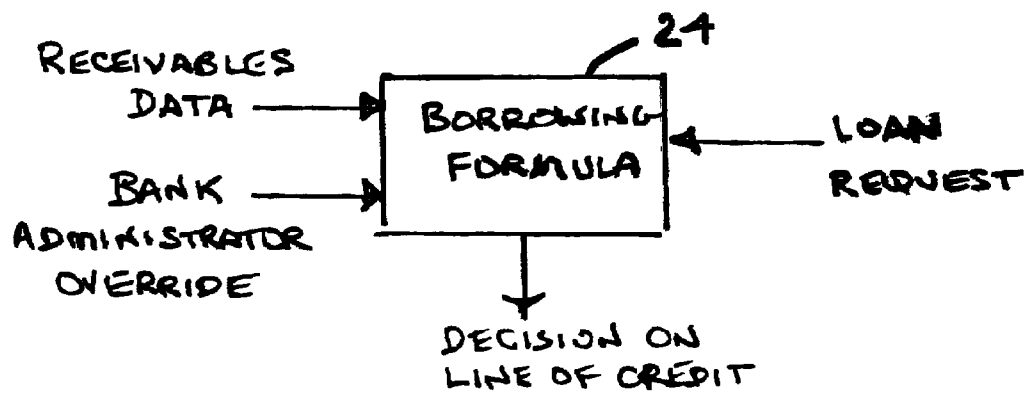 24
RECEIVABLES
DATA
BORROWING
FORMULA
LOAN
REQUEST
BANK
ADMINISTRATOR
OVERRIDE
DECISION ON
LINE OF CREDIT